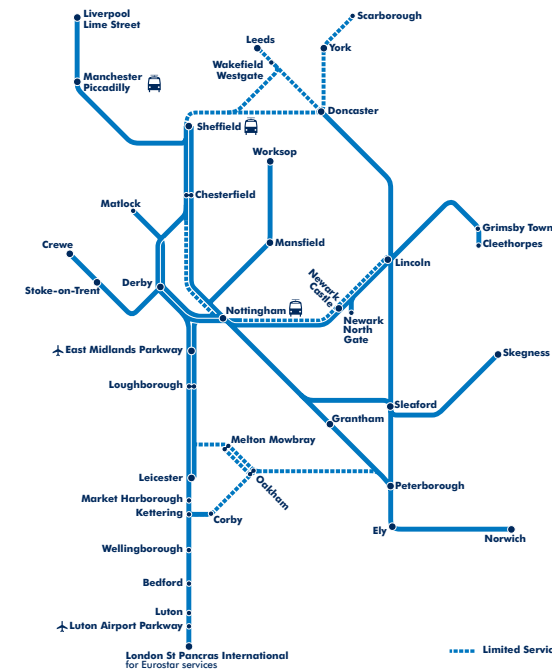 Liverpool
Lime Street
Scarborough
Leeds
York
Wakefield
Westgate
Manchester
Piccadilly
Doncaster
Sheffield
Worksop
Chesterfield
Matlock
Grimsby Town
Crewe
Mansfield
Cleethorpes
Lincoln
Stoke-on-Trent
Derby
Newark
Castle
Nottingham
Newark
North
Gate
East Midlands Parkway
Skegness
Loughborough
Sleaford
Grantham
Melton Mowbray
Leicester
Oakham
Peterborough
Market Harborough
Kettering
Corby
Ely
Norwich
Wellingborough
Bedford
Luton
Luton Airport Parkway
London St Pancras International
for Eurostar services
Limited Servic